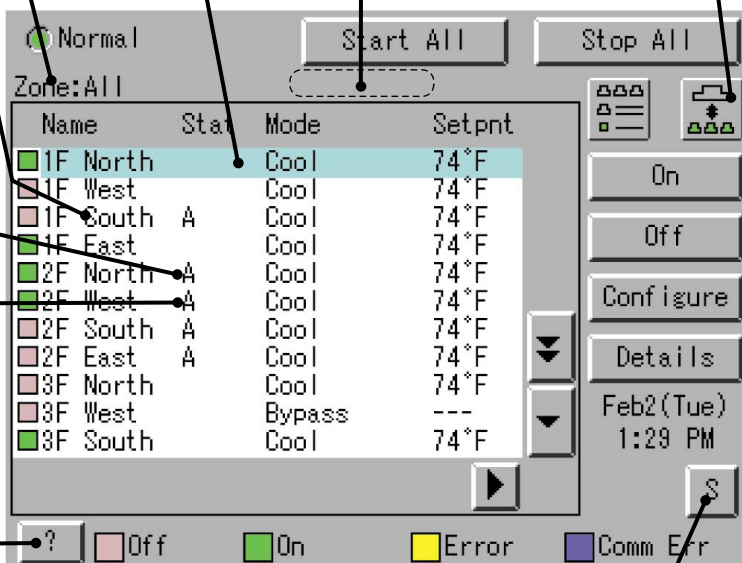 Normal Start All Stop All
Zone:All
Name Stat Mode Setpnt
1F North Cool 74°F
1F West Cool 74°F
1F South A Cool 74°F
1F East Cool 74°F
2F North A Cool 74°F
2F West A Cool 74°F
2F South A Cool 74°F
2F East A Cool 74°F
3F North Cool 74°F
3F West Bypass ---
3F South Cool 74°F
On
Off
Configure
Details
Feb2(Tue)
1:29 PM
S
? Off On Error Comm Err